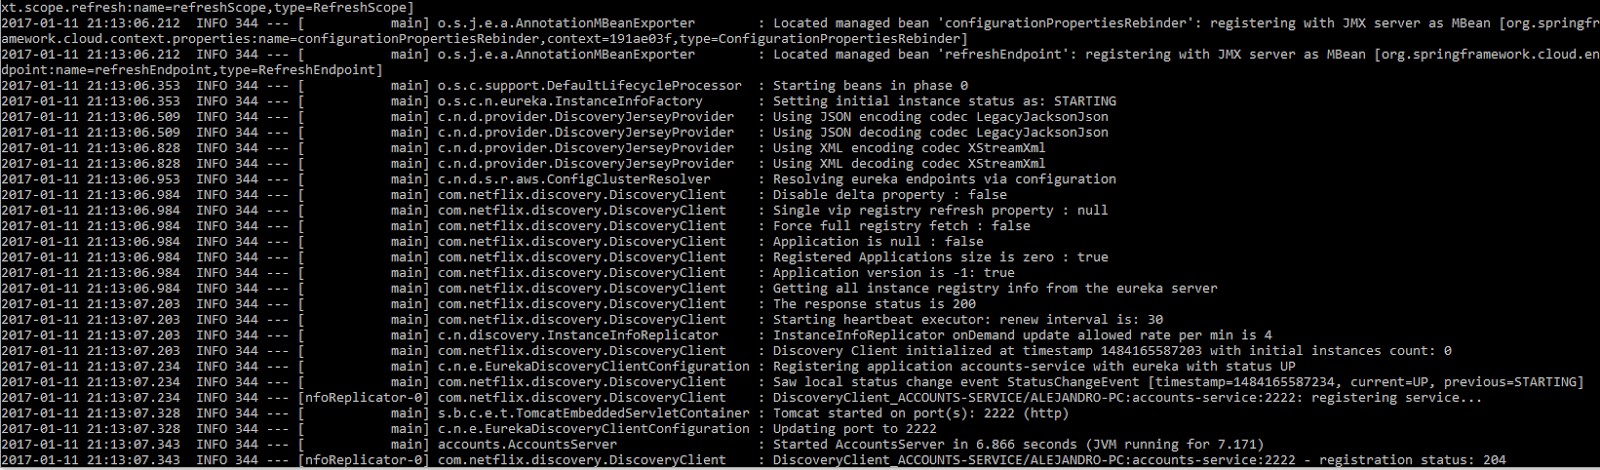 xt.scope.refresh:name=refreshScope,type=RefreshScope]
2017-01-11 21:13:06.212  INFO 344 --- [           main] o.s.j.e.a.AnnotationMBeanExporter        : Located managed bean 'configurationPropertiesRebinder': registering with JMX server as MBean [org.springfr
amework.cloud.context.properties:name=configurationPropertiesRebinder,context=191ae03f,type=ConfigurationPropertiesRebinder]
2017-01-11 21:13:06.212  INFO 344 --- [           main] o.s.j.e.a.AnnotationMBeanExporter        : Located managed bean 'refreshEndpoint': registering with JMX server as MBean [org.springframework.cloud.en
dpoint:name=refreshEndpoint,type=RefreshEndpoint]
2017-01-11 21:13:06.353  INFO 344 --- [           main] o.s.c.support.DefaultLifecycleProcessor  : Starting beans in phase 0
2017-01-11 21:13:06.353  INFO 344 --- [           main] o.s.c.n.eureka.InstanceInfoFactory       : Setting initial instance status as: STARTING
2017-01-11 21:13:06.509  INFO 344 --- [           main] c.n.d.provider.DiscoveryJerseyProvider   : Using JSON encoding codec LegacyJacksonJson
2017-01-11 21:13:06.509  INFO 344 --- [           main] c.n.d.provider.DiscoveryJerseyProvider   : Using JSON decoding codec LegacyJacksonJson
2017-01-11 21:13:06.828  INFO 344 --- [           main] c.n.d.provider.DiscoveryJerseyProvider   : Using XML encoding codec XStreamXml
2017-01-11 21:13:06.828  INFO 344 --- [           main] c.n.d.provider.DiscoveryJerseyProvider   : Using XML decoding codec XStreamXml
2017-01-11 21:13:06.953  INFO 344 --- [           main] c.n.d.s.r.aws.ConfigClusterResolver      : Resolving eureka endpoints via configuration
2017-01-11 21:13:06.984  INFO 344 --- [           main] com.netflix.discovery.DiscoveryClient    : Disable delta property : false
2017-01-11 21:13:06.984  INFO 344 --- [           main] com.netflix.discovery.DiscoveryClient    : Single vip registry refresh property : null
2017-01-11 21:13:06.984  INFO 344 --- [           main] com.netflix.discovery.DiscoveryClient    : Force full registry fetch : false
2017-01-11 21:13:06.984  INFO 344 --- [           main] com.netflix.discovery.DiscoveryClient    : Application is null : false
2017-01-11 21:13:06.984  INFO 344 --- [           main] com.netflix.discovery.DiscoveryClient    : Registered Applications size is zero : true
2017-01-11 21:13:06.984  INFO 344 --- [           main] com.netflix.discovery.DiscoveryClient    : Application version is -1: true
2017-01-11 21:13:06.984  INFO 344 --- [           main] com.netflix.discovery.DiscoveryClient    : Getting all instance registry info from the eureka server
2017-01-11 21:13:07.203  INFO 344 --- [           main] com.netflix.discovery.DiscoveryClient    : The response status is 200
2017-01-11 21:13:07.203  INFO 344 --- [           main] com.netflix.discovery.DiscoveryClient    : Starting heartbeat executor: renew interval is: 30
2017-01-11 21:13:07.203  INFO 344 --- [           main] c.n.discovery.InstanceInfoReplicator     : InstanceInfoReplicator onDemand update allowed rate per min is 4
2017-01-11 21:13:07.203  INFO 344 --- [           main] com.netflix.discovery.DiscoveryClient    : Discovery Client initialized at timestamp 1484165587203 with initial instances count: 0
2017-01-11 21:13:07.234  INFO 344 --- [           main] c.n.e.EurekaDiscoveryClientConfiguration : Registering application accounts-service with eureka with status UP
2017-01-11 21:13:07.234  INFO 344 --- [           main] com.netflix.discovery.DiscoveryClient    : Saw local status change event StatusChangeEvent [timestamp=1484165587234, current=UP, previous=STARTING]
2017-01-11 21:13:07.234  INFO 344 --- [nfoReplicator-0] com.netflix.discovery.DiscoveryClient    : DiscoveryClient_ACCOUNTS-SERVICE/ALEJANDRO-PC:accounts-service:2222: registering service...
2017-01-11 21:13:07.328  INFO 344 --- [           main] s.b.c.e.t.TomcatEmbeddedServletContainer : Tomcat started on port(s): 2222 (http)
2017-01-11 21:13:07.328  INFO 344 --- [           main] c.n.e.EurekaDiscoveryClientConfiguration : Updating port to 2222
2017-01-11 21:13:07.343  INFO 344 --- [           main] accounts.AccountsServer                  : Started AccountsServer in 6.866 seconds (JVM running for 7.171)
2017-01-11 21:13:07.343  INFO 344 --- [nfoReplicator-0] com.netflix.discovery.DiscoveryClient    : DiscoveryClient_ACCOUNTS-SERVICE/ALEJANDRO-PC:accounts-service:2222 - registration status: 204